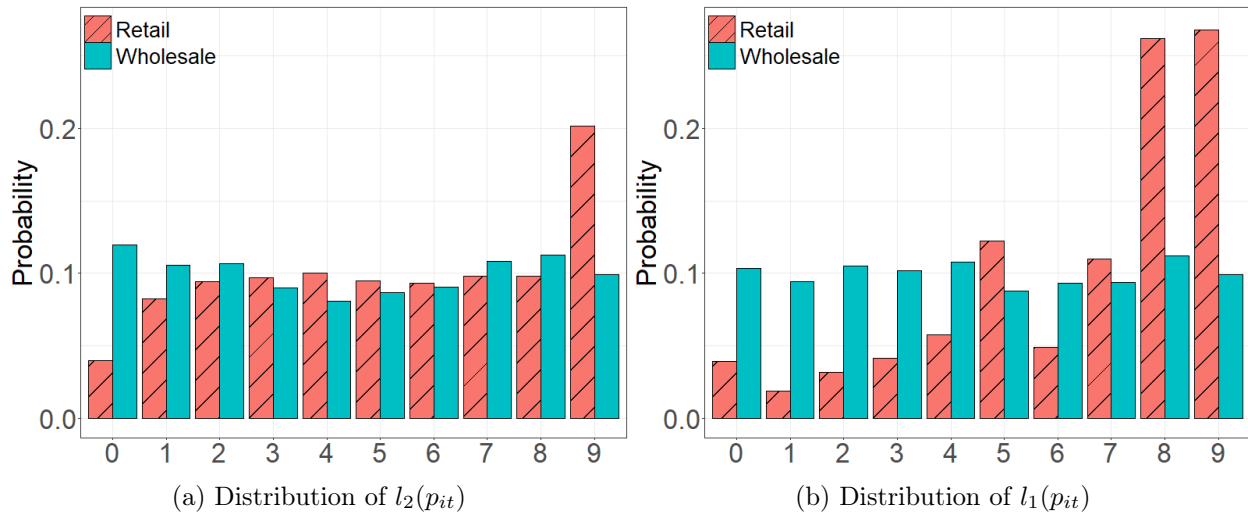 Retail
Wholesale
Probability
0.2
0.1
0.0
0 1 2 3 4 5 6 7 8 9
(a) Distribution of l₂(pᵢₜ)
Retail
Wholesale
Probability
0.2
0.1
0.0
0 1 2 3 4 5 6 7 8 9
(b) Distribution of l₁(pᵢₜ)